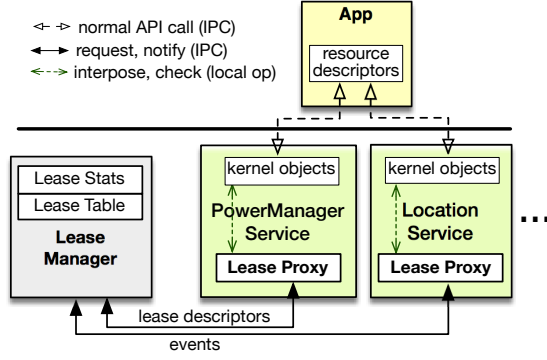 normal API call (IPC)
request, notify (IPC)
interpose, check (local op)
App
resource
descriptors
Lease Stats
Lease Table
Lease
Manager
kernel objects
PowerManager
Service
Lease Proxy
kernel objects
Location
Service
Lease Proxy
...
lease descriptors
events